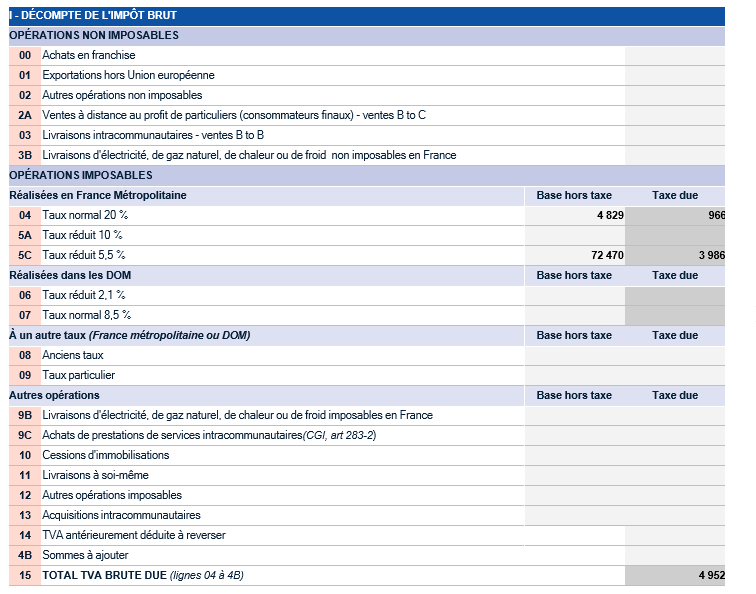 I - DÉCOMPTE DE L'IMPÔT BRUT
OPÉRATIONS NON IMPOSABLES
00 Achats en franchise
01 Exportations hors Union européenne
02 Autres opérations non imposables
2A Ventes à distance au profit de particuliers (consommateurs finaux) - ventes B to C
03 Livraisons intracommunautaires - ventes B to B
3B Livraisons d'électricité, de gaz naturel, de chaleur ou de froid non imposables en France
OPÉRATIONS IMPOSABLES
Réalisées en France Métropolitaine Base hors taxe Taxe due
04 Taux normal 20 % 4 829 966
5A Taux réduit 10 %
5C Taux réduit 5,5 % 72 470 3 986
Réalisées dans les DOM Base hors taxe Taxe due
06 Taux réduit 2,1 %
07 Taux normal 8,5 %
À un autre taux (France métropolitaine ou DOM) Base hors taxe Taxe due
08 Anciens taux
09 Taux particulier
Autres opérations Base hors taxe Taxe due
9B Livraisons d'électricité, de gaz naturel, de chaleur ou de froid imposables en France
9C Achats de prestations de services intracommunautaires(CGI, art 283-2)
10 Cessions d'immobilisations
11 Livraisons à soi-même
12 Autres opérations imposables
13 Acquisitions intracommunautaires
14 TVA antérieurement déduite à reverser
4B Sommes à ajouter
15 TOTAL TVA BRUTE DUE (lignes 04 à 4B) 4 952